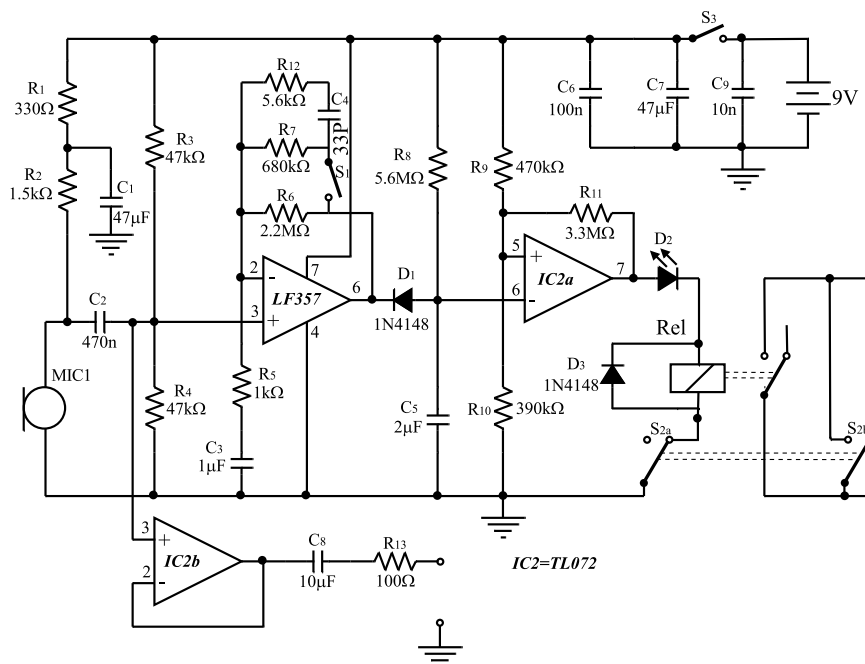 S3
R12
5.6kΩ
C4
33P
R1
330Ω
R3
47kΩ
R7
680kΩ
S1
R8
5.6MΩ
R9
470kΩ
C6
100n
C7
47µF
C9
10n
9V
R2
1.5kΩ
C1
47µF
R6
2.2MΩ
R11
3.3MΩ
D2
2
-
7
LF357
6
3
+
4
D1
1N4148
5
+
IC2a
7
6
-
C2
470n
Rel
MIC1
R4
47kΩ
R5
1kΩ
D3
1N4148
C5
2µF
R10
390kΩ
C3
1µF
S2a
S2b
3
+
IC2b
2
-
C8
10µF
R13
100Ω
IC2=TL072